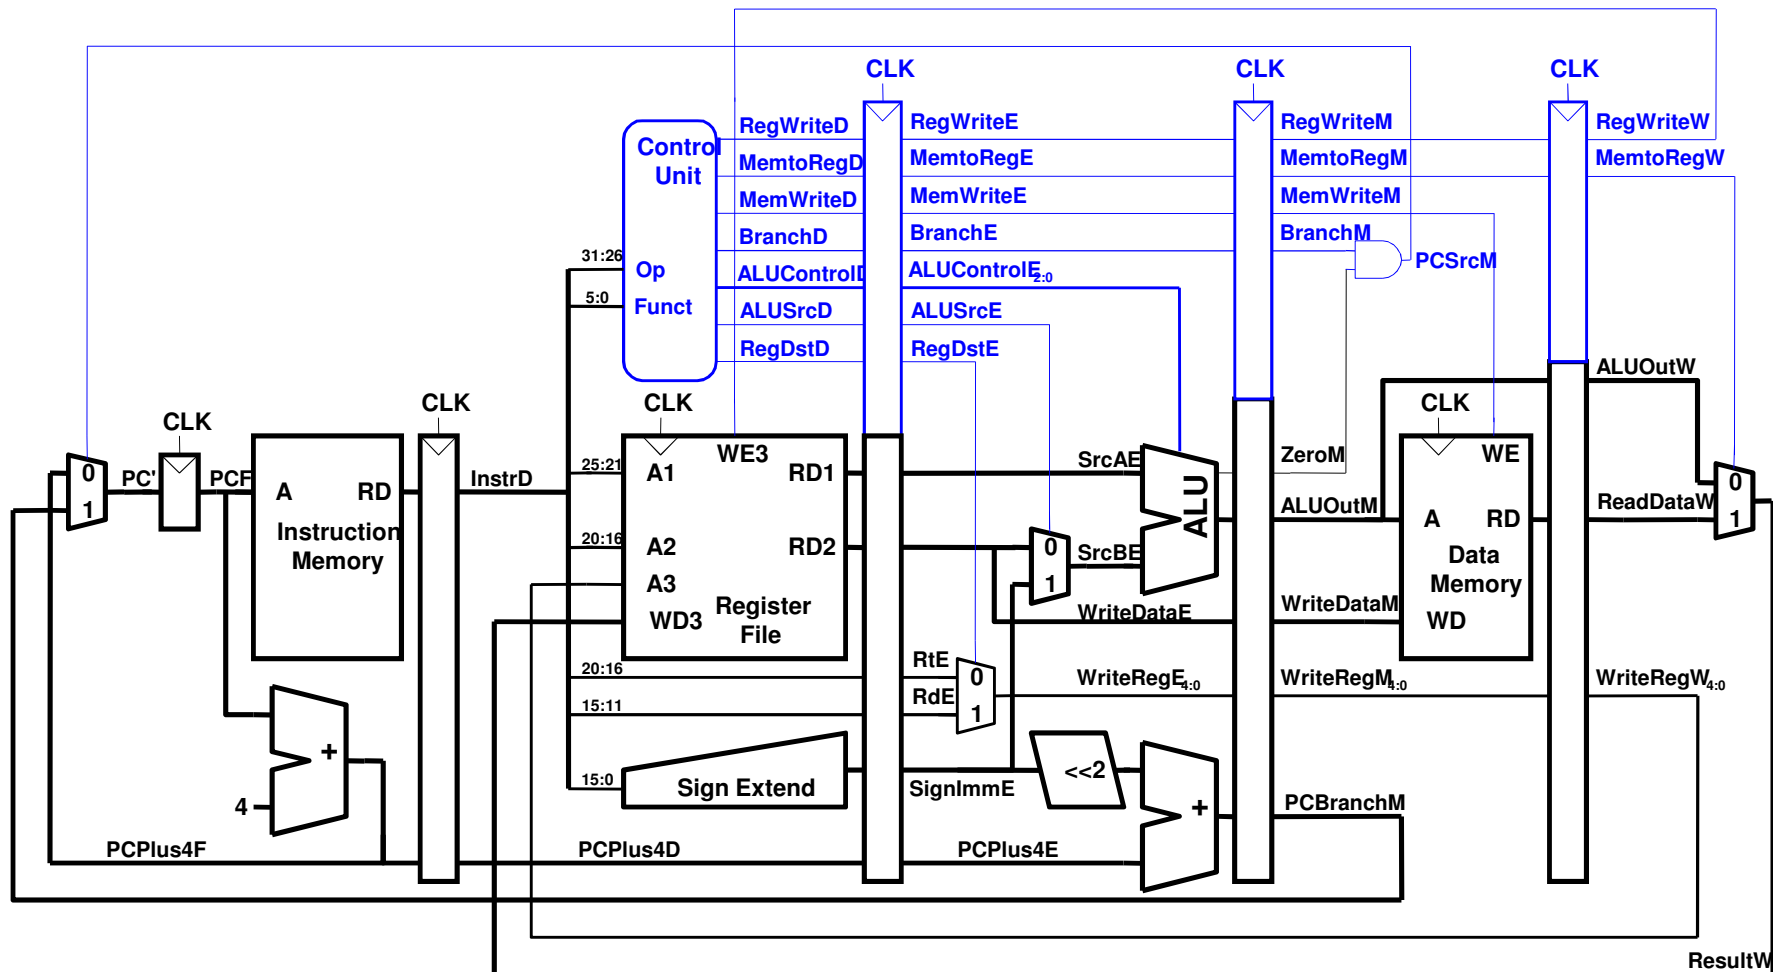 CLK
CLK
CLK
RegWriteD
RegWriteE
RegWriteM
RegWriteW
Control
Unit
MemtoRegD
MemtoRegE
MemtoRegM
MemtoRegW
MemWriteD
MemWriteE
MemWriteM
BranchD
BranchE
BranchM
31:26
Op
ALUControlD
ALUControlE2:0
PCSrcM
5:0
Funct
ALUSrcD
ALUSrcE
RegDstD
RegDstE
ALUOutW
CLK
CLK
CLK
CLK
0
1
PC'
PCF
A
RD
Instruction
Memory
InstrD
25:21
A1
WE3
RD1
SrcAE
ZeroM
WE
0
1
20:16
A2
RD2
0
1
SrcBE
ALU
ALUOutM
A
RD
ReadDataW
Data
Memory
A3
Register
File
WD3
WriteDataE
WriteDataM
WD
20:16
RtE
0
15:11
RdE
1
WriteRegE4:0
WriteRegM4:0
WriteRegW4:0
+
4
15:0
Sign Extend
SignImmE
<<2
+
PCBranchM
PCPlus4F
PCPlus4D
PCPlus4E
ResultW